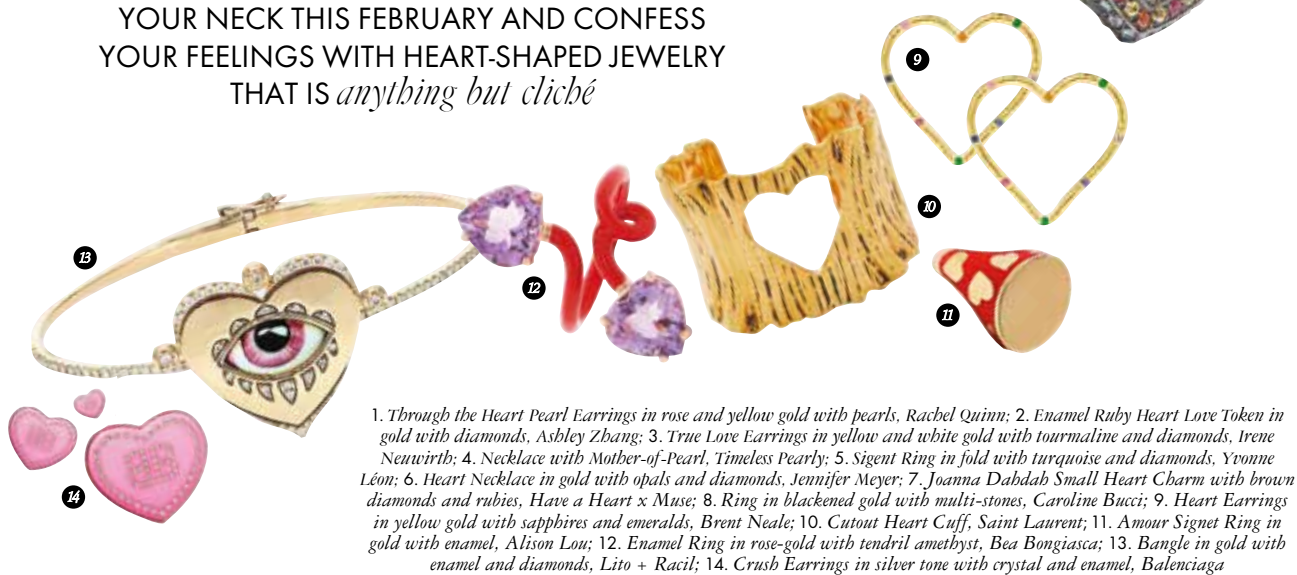 YOUR NECK THIS FEBRUARY AND CONFESS
YOUR FEELINGS WITH HEART-SHAPED JEWELRY
THAT IS anything but cliché
9
10
13
12
11
14
1. Through the Heart Pearl Earrings in rose and yellow gold with pearls, Rachel Quinn; 2. Enamel Ruby Heart Love Token in
gold with diamonds, Ashley Zhang; 3. True Love Earrings in yellow and white gold with tourmaline and diamonds, Irene
Neuwirth; 4. Necklace with Mother-of-Pearl, Timeless Pearly; 5. Sigent Ring in fold with turquoise and diamonds, Yvonne
Léon; 6. Heart Necklace in gold with opals and diamonds, Jennifer Meyer; 7. Joanna Dahdah Small Heart Charm with brown
diamonds and rubies, Have a Heart x Muse; 8. Ring in blackened gold with multi-stones, Caroline Bucci; 9. Heart Earrings
in yellow gold with sapphires and emeralds, Brent Neale; 10. Cutout Heart Cuff, Saint Laurent; 11. Amour Signet Ring in
gold with enamel, Alison Lou; 12. Enamel Ring in rose-gold with tendril amethyst, Bea Bongiasca; 13. Bangle in gold with
enamel and diamonds, Lito + Racil; 14. Crush Earrings in silver tone with crystal and enamel, Balenciaga